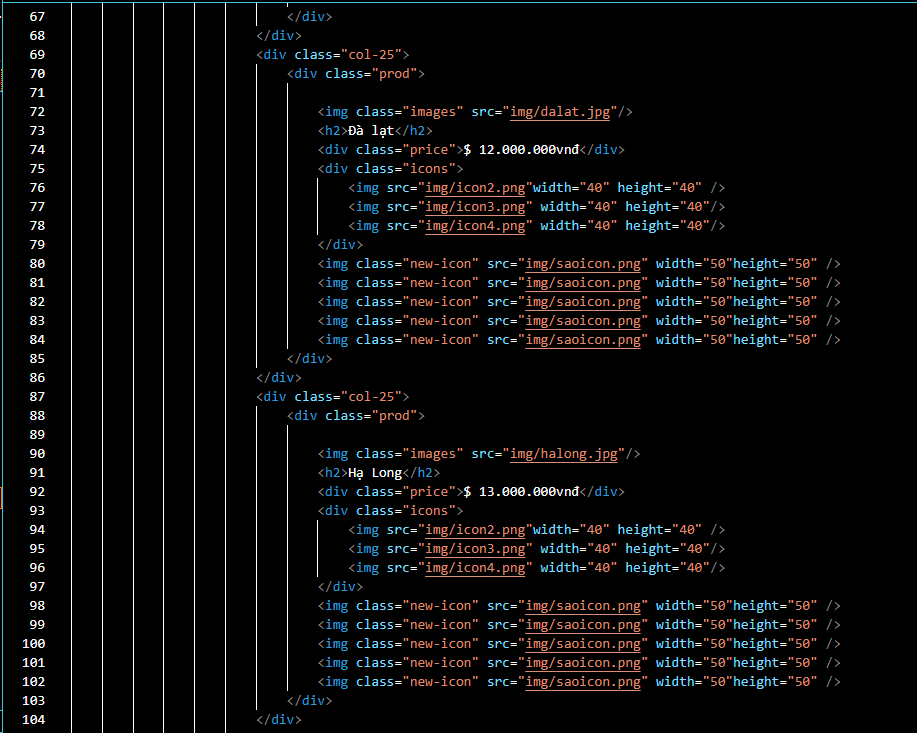 67 </div>
68 </div>
69 <div class="col-25">
70 <div class="prod">
71
72 <img class="images" src="img/dalat.jpg"/>
73 <h2>Đà lạt</h2>
74 <div class="price">$ 12.000.000vnđ</div>
75 <div class="icons">
76 <img src="img/icon2.png"width="40" height="40" />
77 <img src="img/icon3.png" width="40" height="40"/>
78 <img src="img/icon4.png" width="40" height="40"/>
79 </div>
80 <img class="new-icon" src="img/saoicon.png" width="50"height="50" />
81 <img class="new-icon" src="img/saoicon.png" width="50"height="50" />
82 <img class="new-icon" src="img/saoicon.png" width="50"height="50" />
83 <img class="new-icon" src="img/saoicon.png" width="50"height="50" />
84 <img class="new-icon" src="img/saoicon.png" width="50"height="50" />
85 </div>
86 </div>
87 <div class="col-25">
88 <div class="prod">
89
90 <img class="images" src="img/halong.jpg"/>
91 <h2>Hạ Long</h2>
92 <div class="price">$ 13.000.000vnđ</div>
93 <div class="icons">
94 <img src="img/icon2.png"width="40" height="40" />
95 <img src="img/icon3.png" width="40" height="40"/>
96 <img src="img/icon4.png" width="40" height="40"/>
97 </div>
98 <img class="new-icon" src="img/saoicon.png" width="50"height="50" />
99 <img class="new-icon" src="img/saoicon.png" width="50"height="50" />
100 <img class="new-icon" src="img/saoicon.png" width="50"height="50" />
101 <img class="new-icon" src="img/saoicon.png" width="50"height="50" />
102 <img class="new-icon" src="img/saoicon.png" width="50"height="50" />
103 </div>
104 </div>